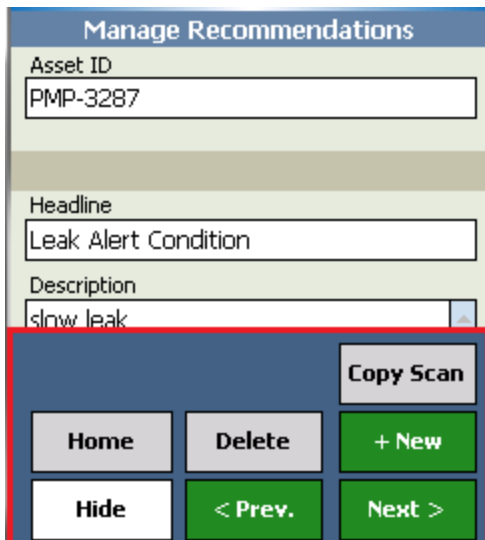 Manage Recommendations
Asset ID
PMP-3287
Headline
Leak Alert Condition
Description
slow leak
Copy Scan
Home Delete + New
Hide < Prev. Next >